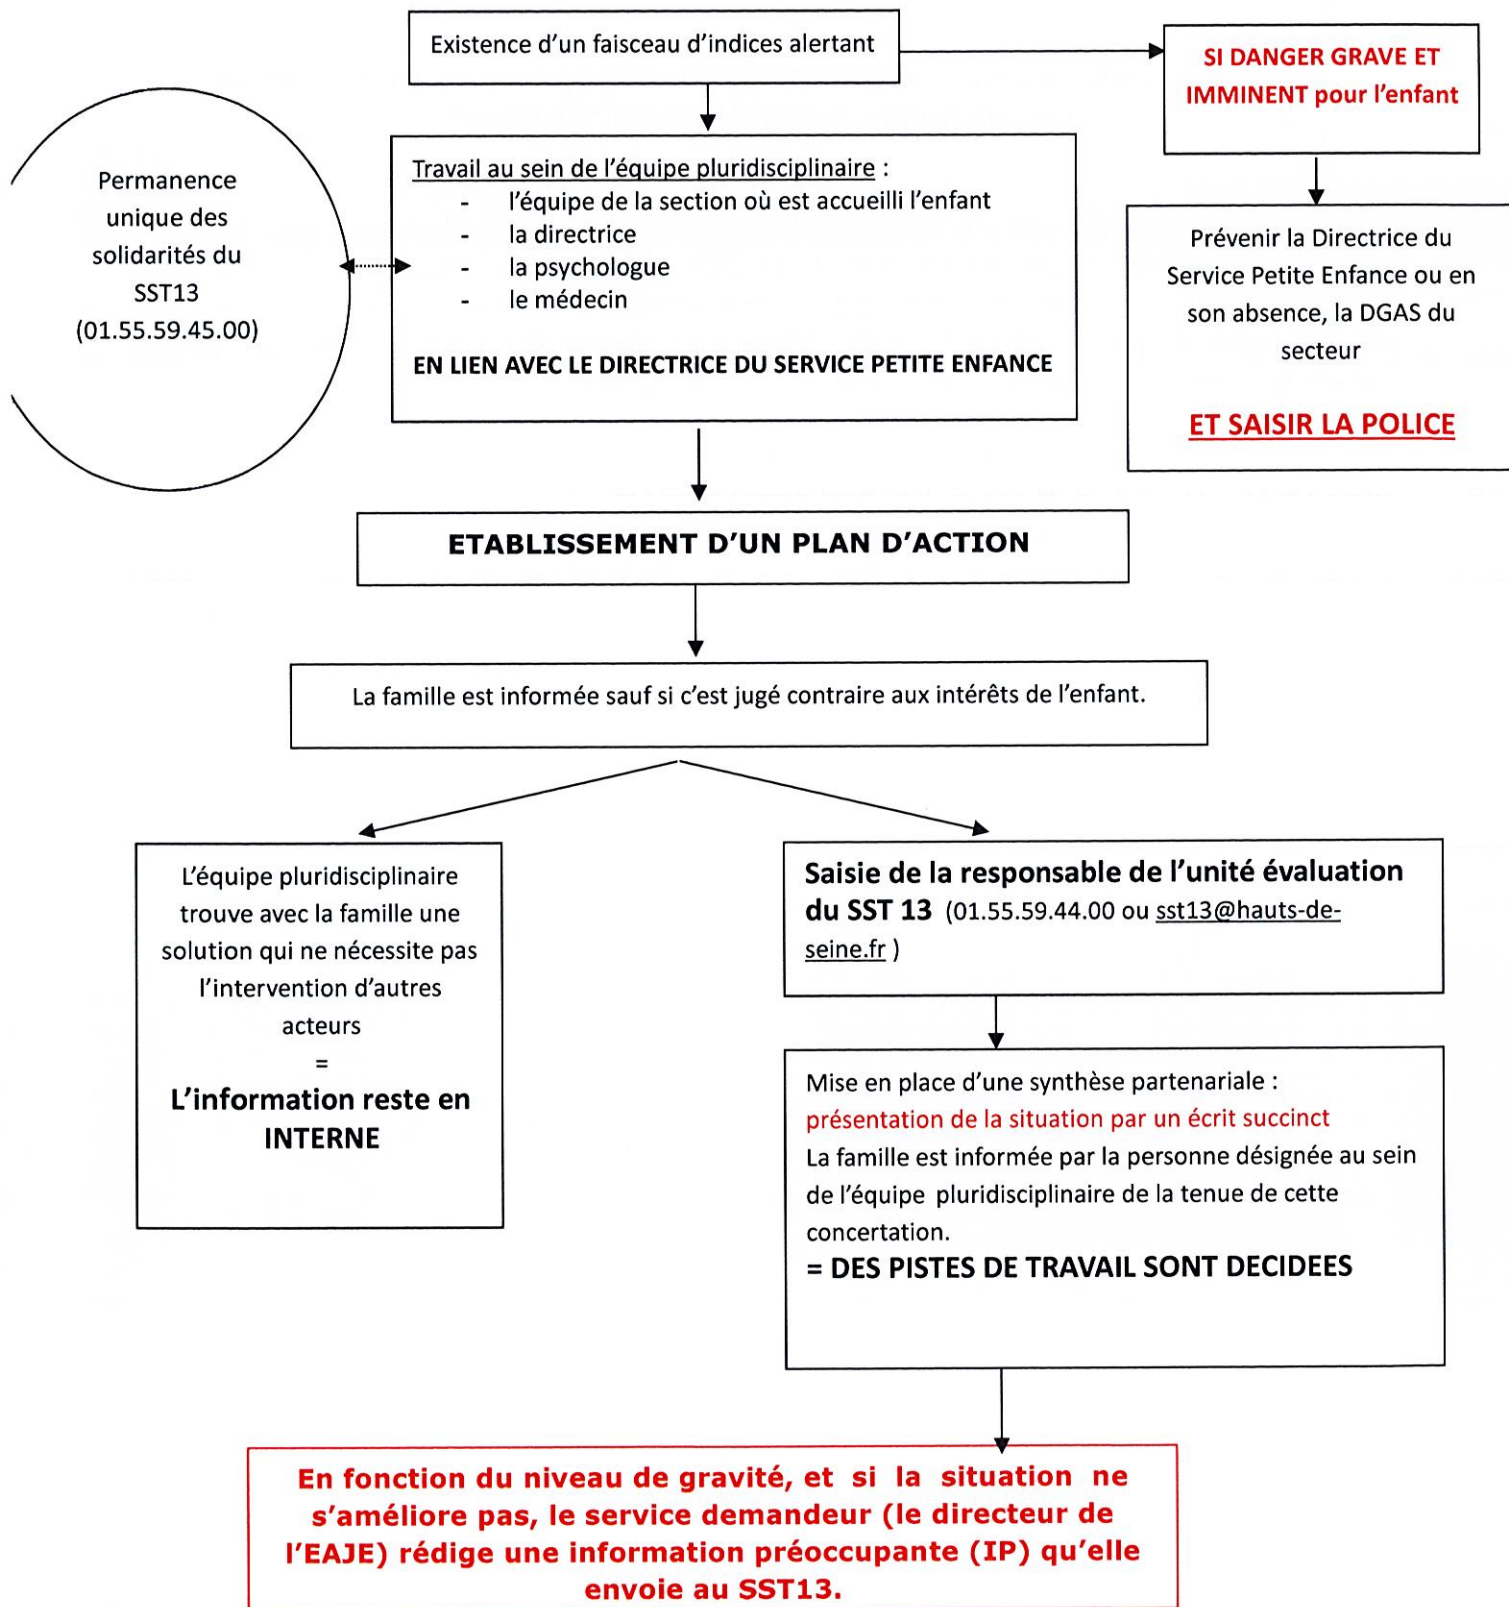 Existence d'un faisceau d'indices alertant
SI DANGER GRAVE ET
IMMINENT pour l'enfant
Permanence
unique des
solidarités du
SST13
(01.55.59.45.00)
Travail au sein de l'équipe pluridisciplinaire :
- l'équipe de la section où est accueilli l'enfant
- la directrice
- la psychologue
- le médecin
EN LIEN AVEC LE DIRECTRICE DU SERVICE PETITE ENFANCE
Prévenir la Directrice du
Service Petite Enfance ou en
son absence, la DGAS du
secteur
ET SAISIR LA POLICE
ETABLISSEMENT D'UN PLAN D'ACTION
La famille est informée sauf si c'est jugé contraire aux intérêts de l'enfant.
L'équipe pluridisciplinaire
trouve avec la famille une
solution qui ne nécessite pas
l'intervention d'autres
acteurs
=
L'information reste en
INTERNE
Saisie de la responsable de l'unité évaluation
du SST 13 (01.55.59.44.00 ou sst13@hauts-de-
seine.fr )
Mise en place d'une synthèse partenariale :
présentation de la situation par un écrit succinct
La famille est informée par la personne désignée au sein
de l'équipe pluridisciplinaire de la tenue de cette
concertation.
= DES PISTES DE TRAVAIL SONT DECIDEES
En fonction du niveau de gravité, et si la situation ne
s'améliore pas, le service demandeur (le directeur de
l'EAJE) rédige une information préoccupante (IP) qu'elle
envoie au SST13.